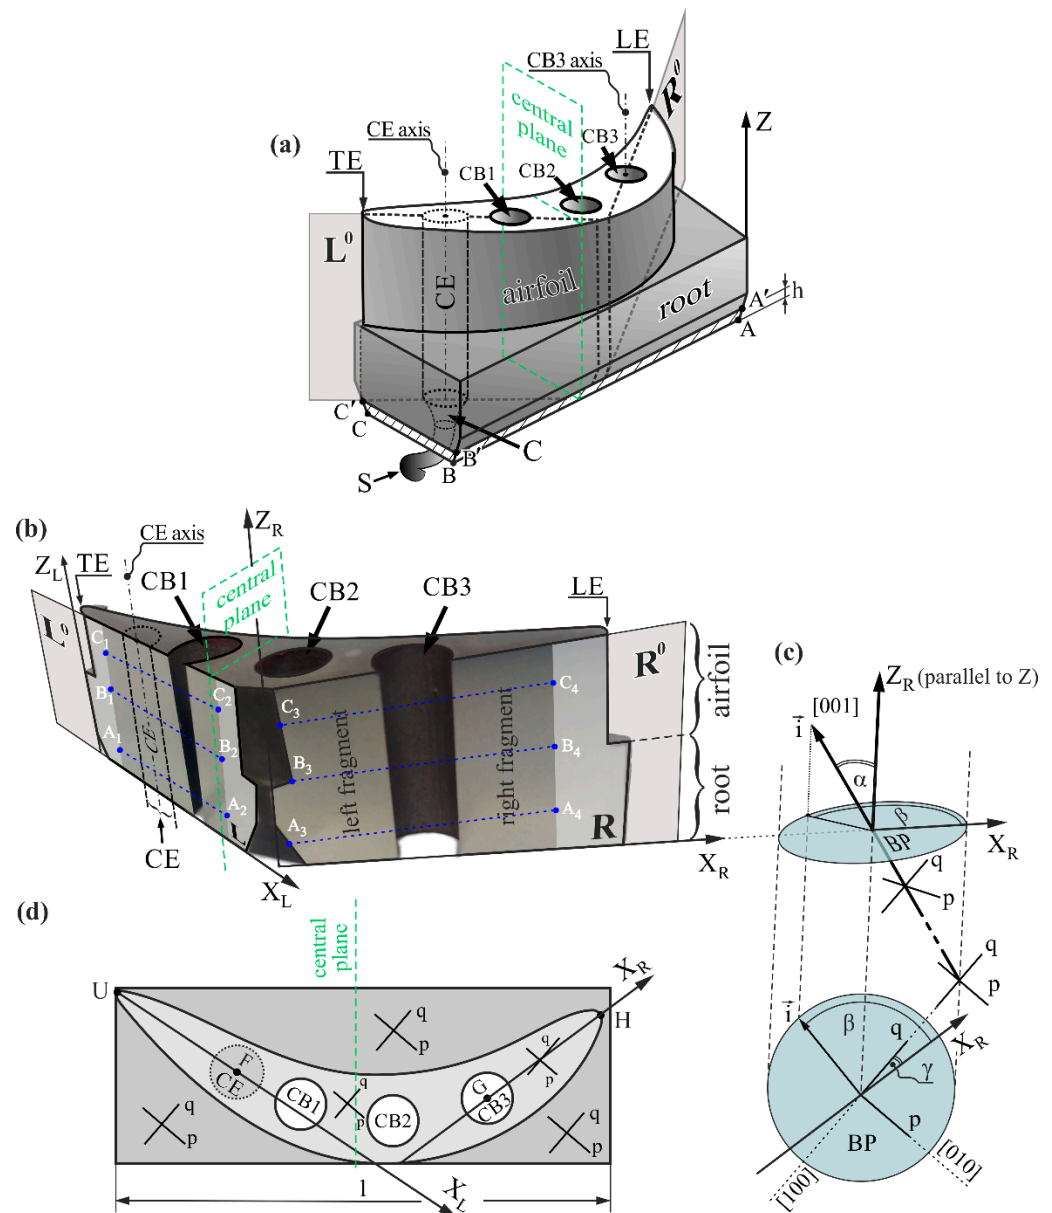 (a)
LE
CB3 axis
R⁰
CE axis
central
plane
Z
CB3
TE
CB1
CB2
L⁰
CE
airfoil
root
A′
h
A
C′
C
B′
B
C
S
(b)
CE axis
Z_R
Z_L
TE
CB1
central
plane
CB2
CB3
LE
L⁰
R⁰
airfoil
C₁
C₂
C₃
C₄
B₁
B₂
B₃
B₄
A₁
A₂
A₃
A₄
CE
left fragment
right fragment
root
L
R
CE
X_L
X_R
(c)
Z_R (parallel to Z)
[001]
i
α
β
BP
X_R
q
p
q
p
i
β
q
X_R
γ
p
BP
[100]
[010]
(d)
central
plane
X_R
U
H
q
p
q
p
F
CE
CB1
q
p
CB2
G
CB3
q
p
q
p
l
X_L